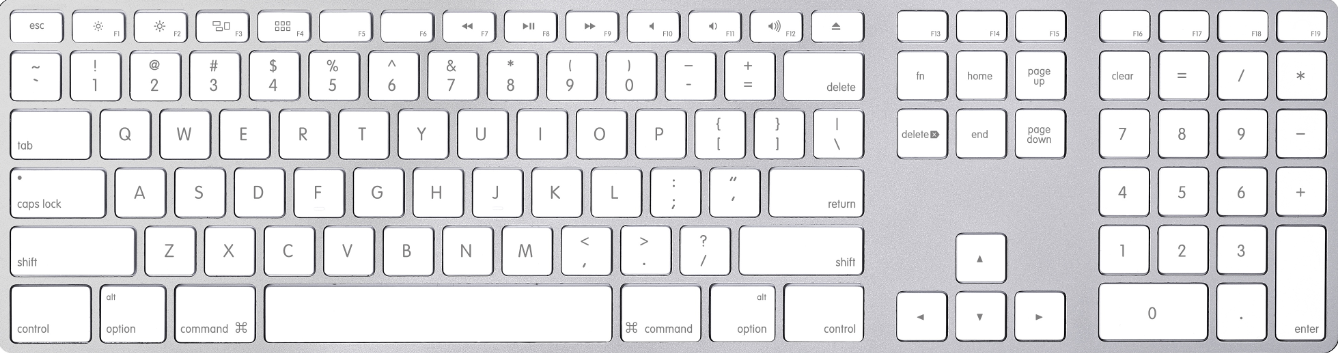 esc F1 F2 F3 F4 F5 F6 F7 F8 F9 F10 F11 F12 F13 F14 F15 F16 F17 F18 F19
~ ! @ # $ % ^ & * ( ) – +
` 1 2 3 4 5 6 7 8 9 0 - = delete fn home page up clear = / *
tab Q W E R T Y U I O P { [ } ] | \ delete end page down 7 8 9 –
caps lock A S D F G H J K L : ; " ' return 4 5 6 +
shift Z X C V B N M < , > . ? / shift 1 2 3
alt alt
control option command ⌘ ⌘ command option control 0 . enter